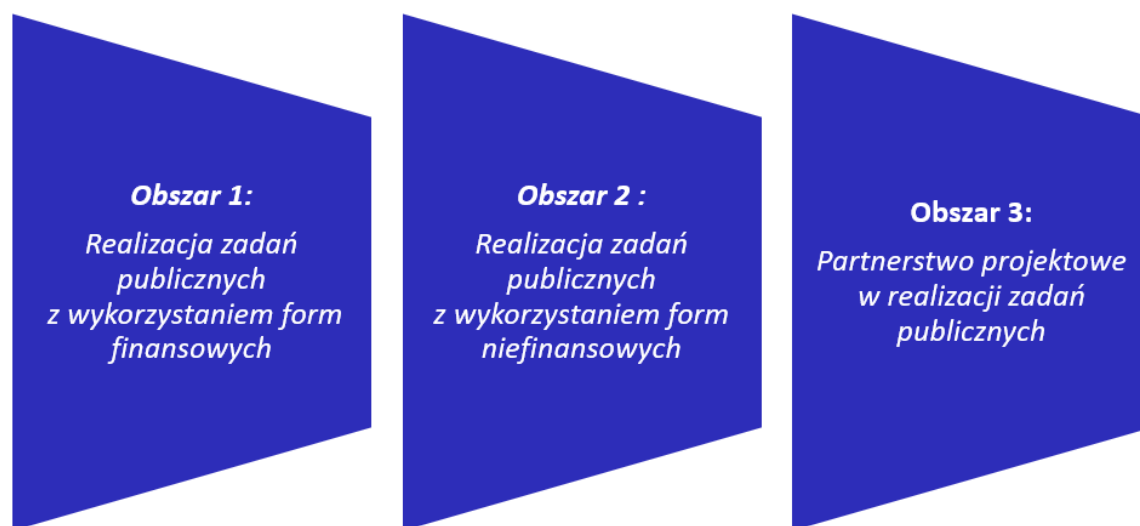 Obszar 1:
Realizacja zadań
publicznych
z wykorzystaniem form
finansowych
Obszar 2 :
Realizacja zadań
publicznych
z wykorzystaniem form
niefinansowych
Obszar 3:
Partnerstwo projektowe
w realizacji zadań
publicznych